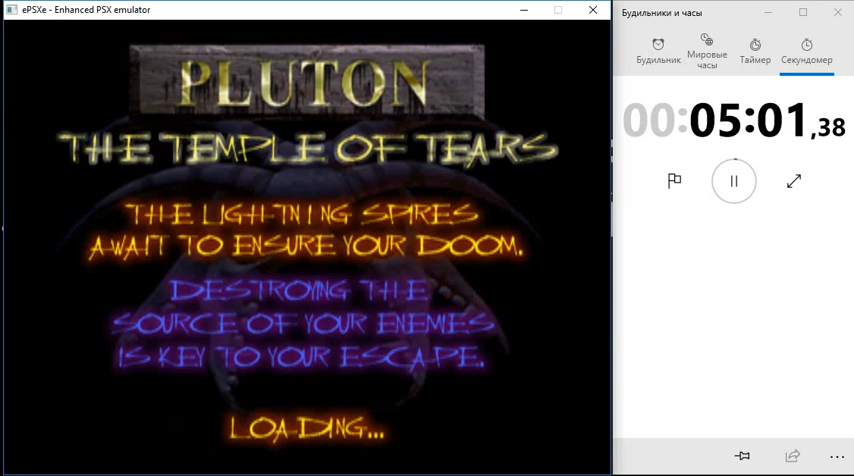 ePSXe - Enhanced PSX emulator
PLUTON
THE TEMPLE OF TEARS
THE LIGHTNING SPIRES
AWAIT TO ENSURE YOUR DOOM.
DESTROYING THE
SOURCE OF YOUR ENEMIES
IS KEY TO YOUR ESCAPE.
LOADING...
Будильники и часы
Будильник
Мировые
часы
Таймер
Секундомер
00:05:01,38